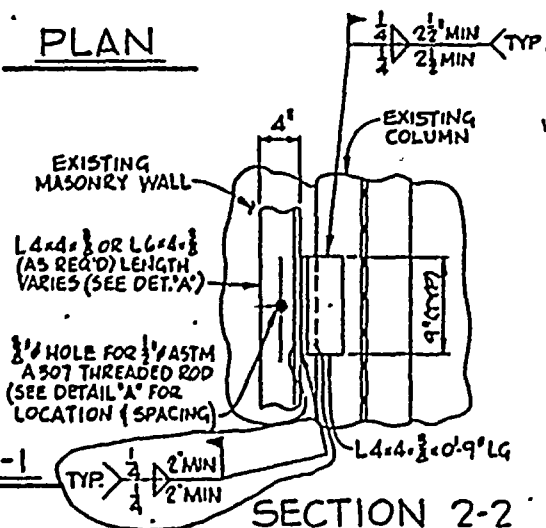 PLAN
1/4 2 1/2" MIN
1/4 2 1/2 MIN
TYP.
4"
EXISTING
COLUMN
EXISTING
MASONRY WALL
L4x4x3/8 OR L6x4x3/8
(AS REQ'D) LENGTH
VARIES (SEE DET. "A")
HOLE FOR 1/2"ø ASTM
A307 THREADED ROD
(SEE DETAIL "A" FOR
LOCATION & SPACING)
9" (TYP)
L4x4x3/8x0'-9" LG
-1
TYP.
1/4 2" MIN
1/4 2" MIN
SECTION 2-2